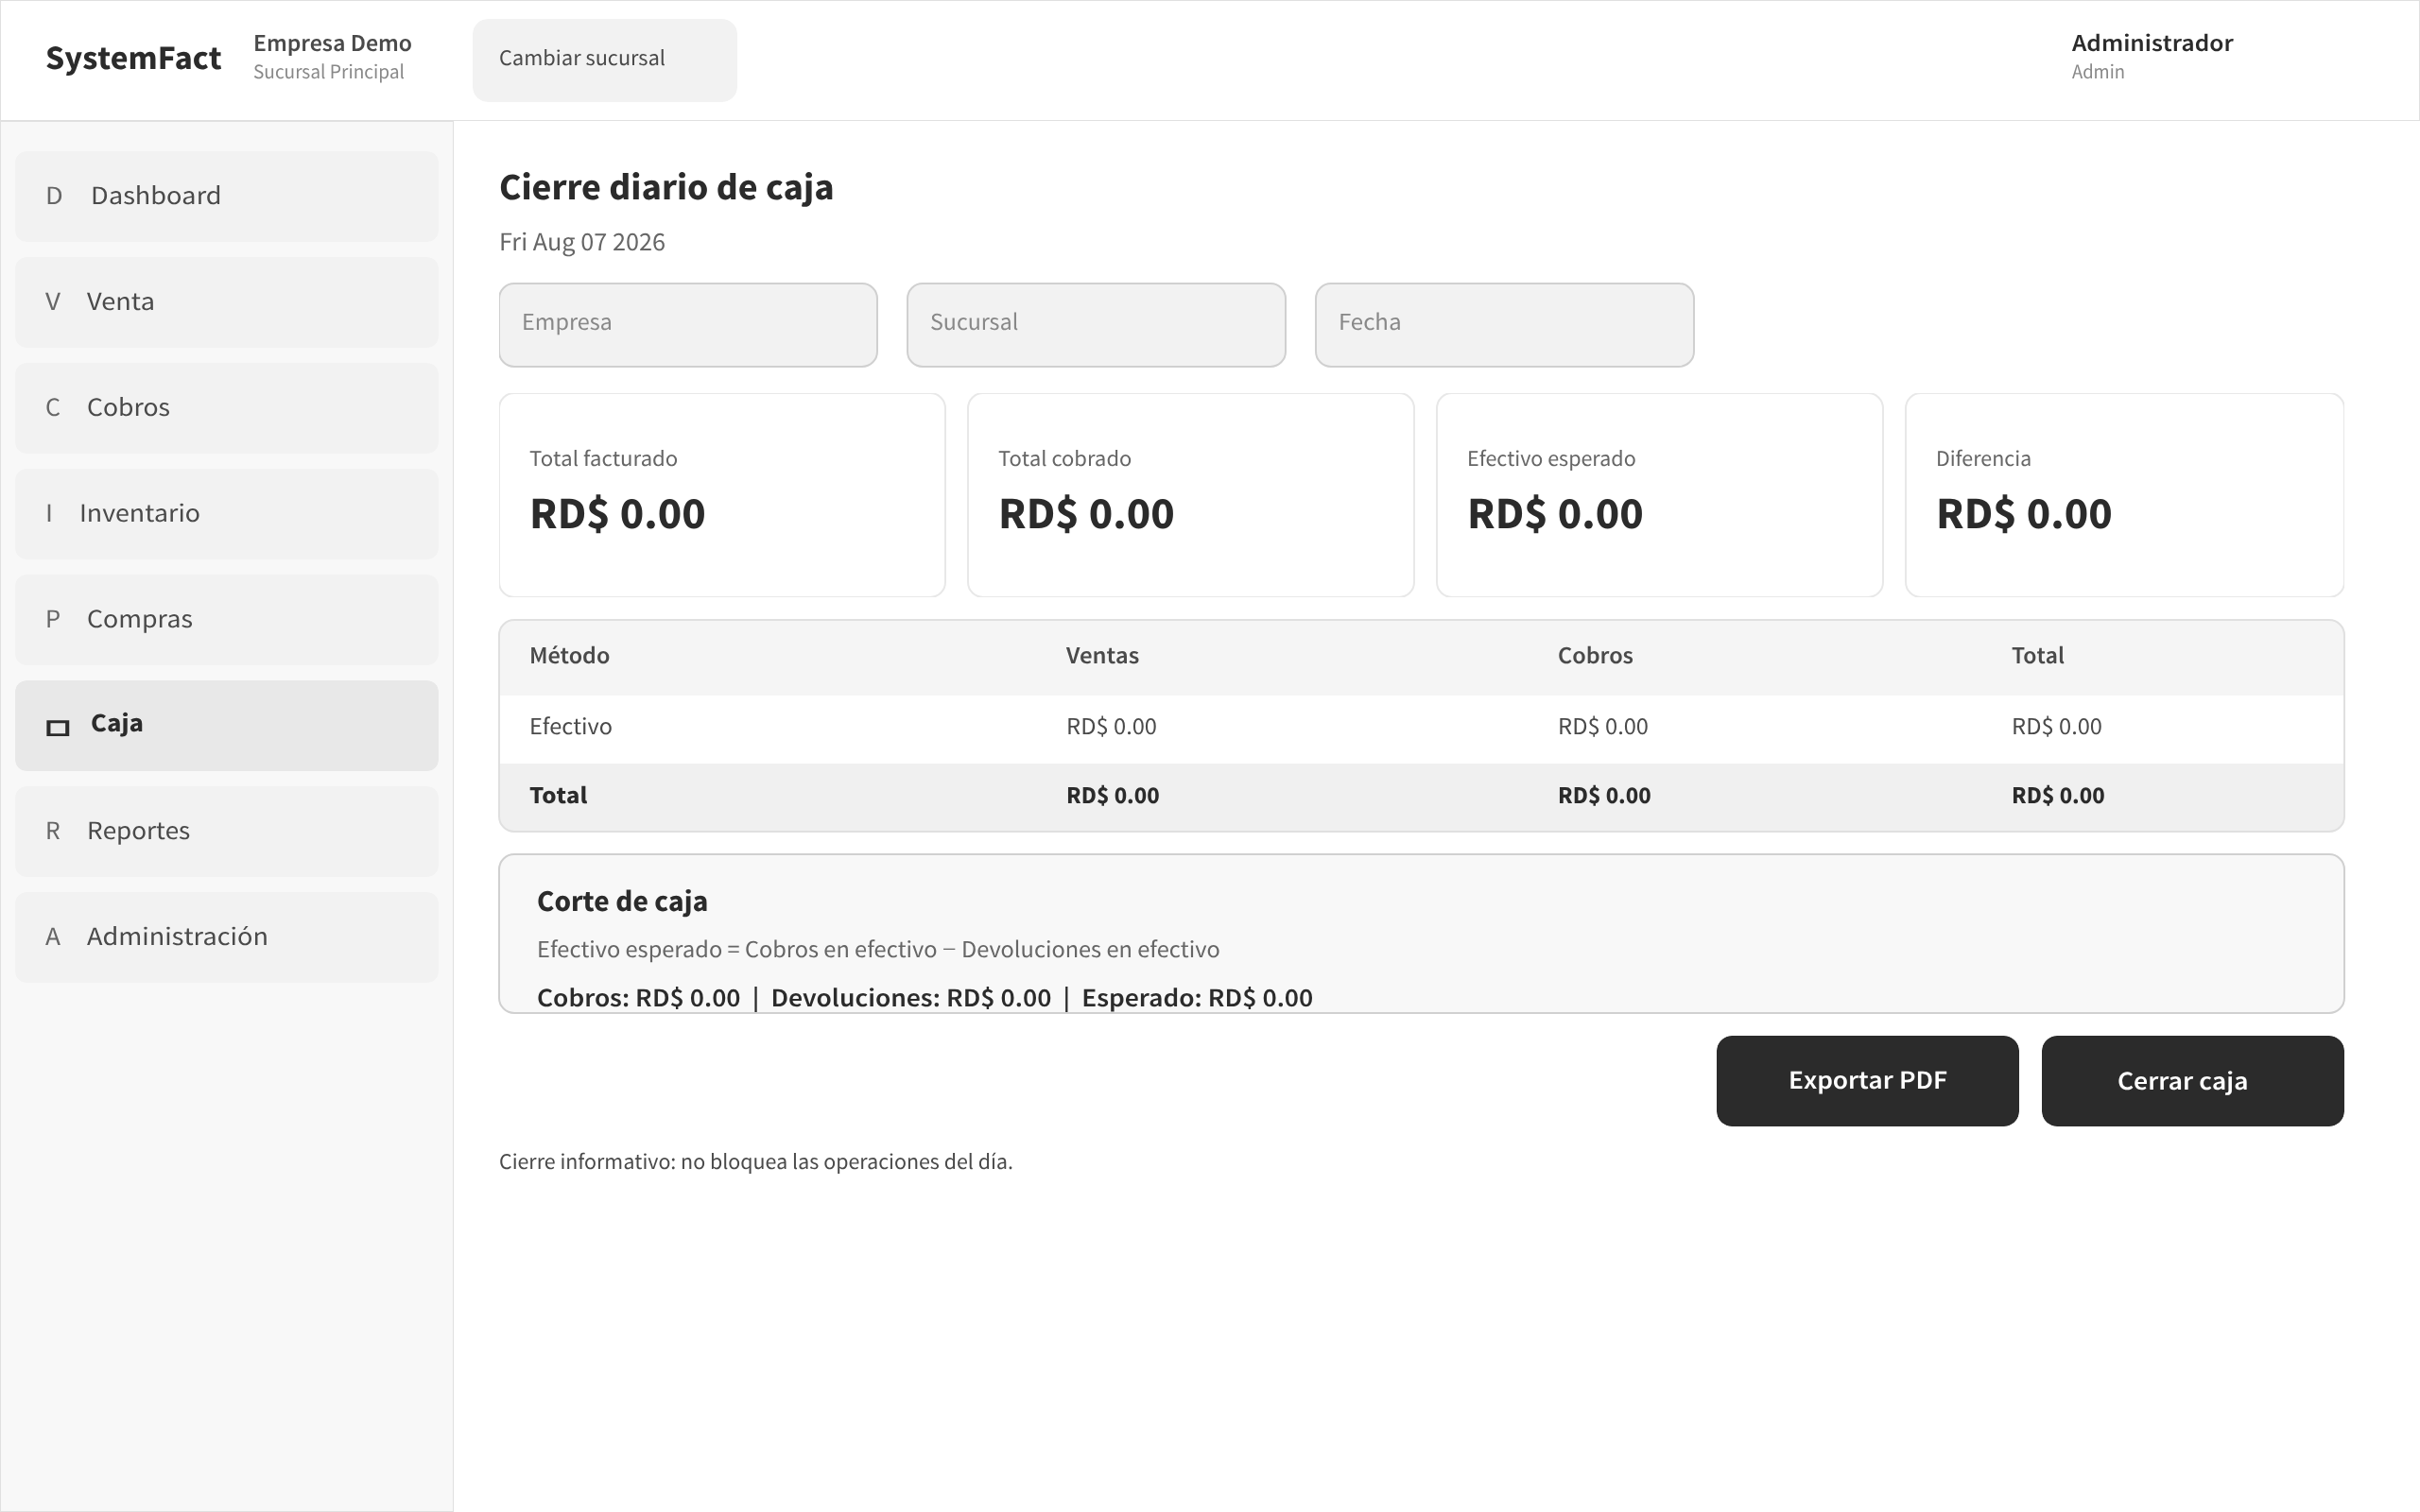 SystemFact
Empresa Demo
Sucursal Principal
Cambiar sucursal
Administrador
Admin
D Dashboard
V Venta
C Cobros
I Inventario
P Compras
Caja
R Reportes
A Administración
Cierre diario de caja
Fri Aug 07 2026
Empresa Sucursal Fecha
Total facturado Total cobrado Efectivo esperado Diferencia
RD$ 0.00 RD$ 0.00 RD$ 0.00 RD$ 0.00
Método Ventas Cobros Total
Efectivo RD$ 0.00 RD$ 0.00 RD$ 0.00
Total RD$ 0.00 RD$ 0.00 RD$ 0.00
Corte de caja
Efectivo esperado = Cobros en efectivo − Devoluciones en efectivo
Cobros: RD$ 0.00 | Devoluciones: RD$ 0.00 | Esperado: RD$ 0.00
Exportar PDF Cerrar caja
Cierre informativo: no bloquea las operaciones del día.